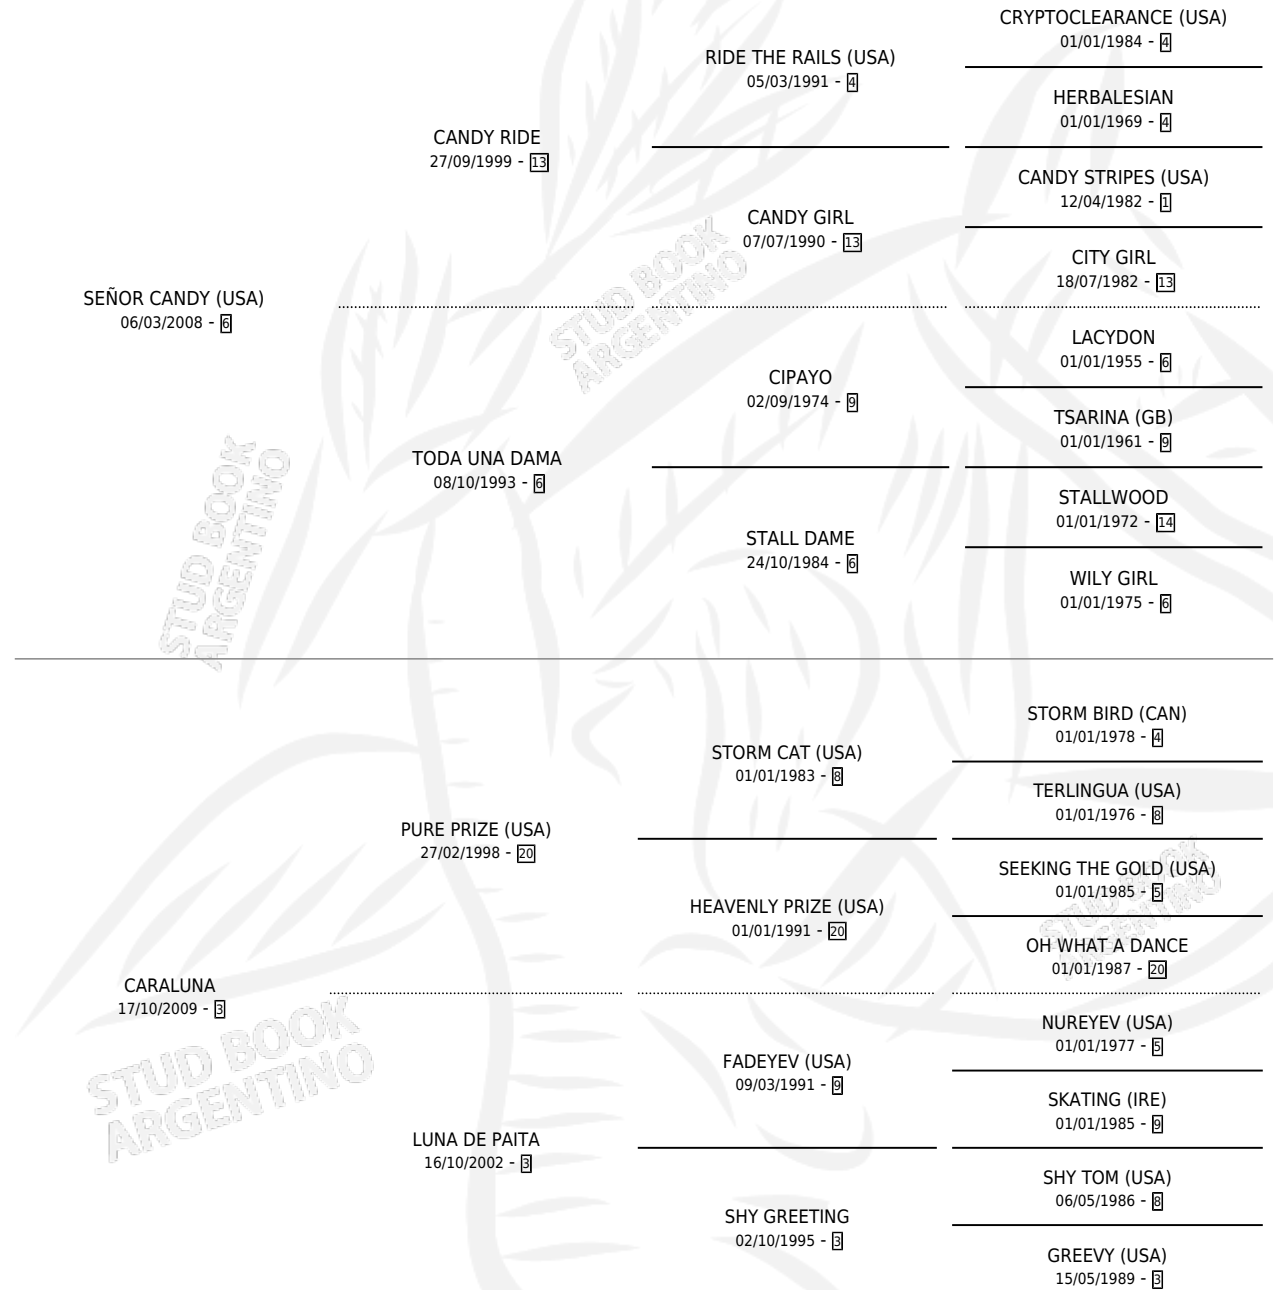 CRYPTOCLEARANCE (USA)
01/01/1984 - 4
RIDE THE RAILS (USA)
05/03/1991 - 4
HERBALESIAN
01/01/1969 - 4
CANDY RIDE
27/09/1999 - 13
CANDY STRIPES (USA)
12/04/1982 - 1
CANDY GIRL
07/07/1990 - 13
CITY GIRL
18/07/1982 - 13
SEÑOR CANDY (USA)
06/03/2008 - 6
STUD BOOK
ARGENTINO
LACYDON
01/01/1955 - 6
CIPAYO
02/09/1974 - 9
TSARINA (GB)
01/01/1961 - 9
TODA UNA DAMA
08/10/1993 - 6
STALLWOOD
01/01/1972 - 14
STALL DAME
24/10/1984 - 6
WILY GIRL
01/01/1975 - 6
STUD BOOK
ARGENTINO
STORM BIRD (CAN)
01/01/1978 - 4
STORM CAT (USA)
01/01/1983 - 8
TERLINGUA (USA)
01/01/1976 - 8
PURE PRIZE (USA)
27/02/1998 - 20
SEEKING THE GOLD (USA)
01/01/1985 - 5
HEAVENLY PRIZE (USA)
01/01/1991 - 20
STUD BOOK
ARGENTINO
OH WHAT A DANCE
01/01/1987 - 20
CARALUNA
17/10/2009 - 3
STUD BOOK
ARGENTINO
NUREYEV (USA)
01/01/1977 - 5
FADEYEV (USA)
09/03/1991 - 9
SKATING (IRE)
01/01/1985 - 9
LUNA DE PAITA
16/10/2002 - 3
SHY TOM (USA)
06/05/1986 - 8
SHY GREETING
02/10/1995 - 3
GREEVY (USA)
15/05/1989 - 3